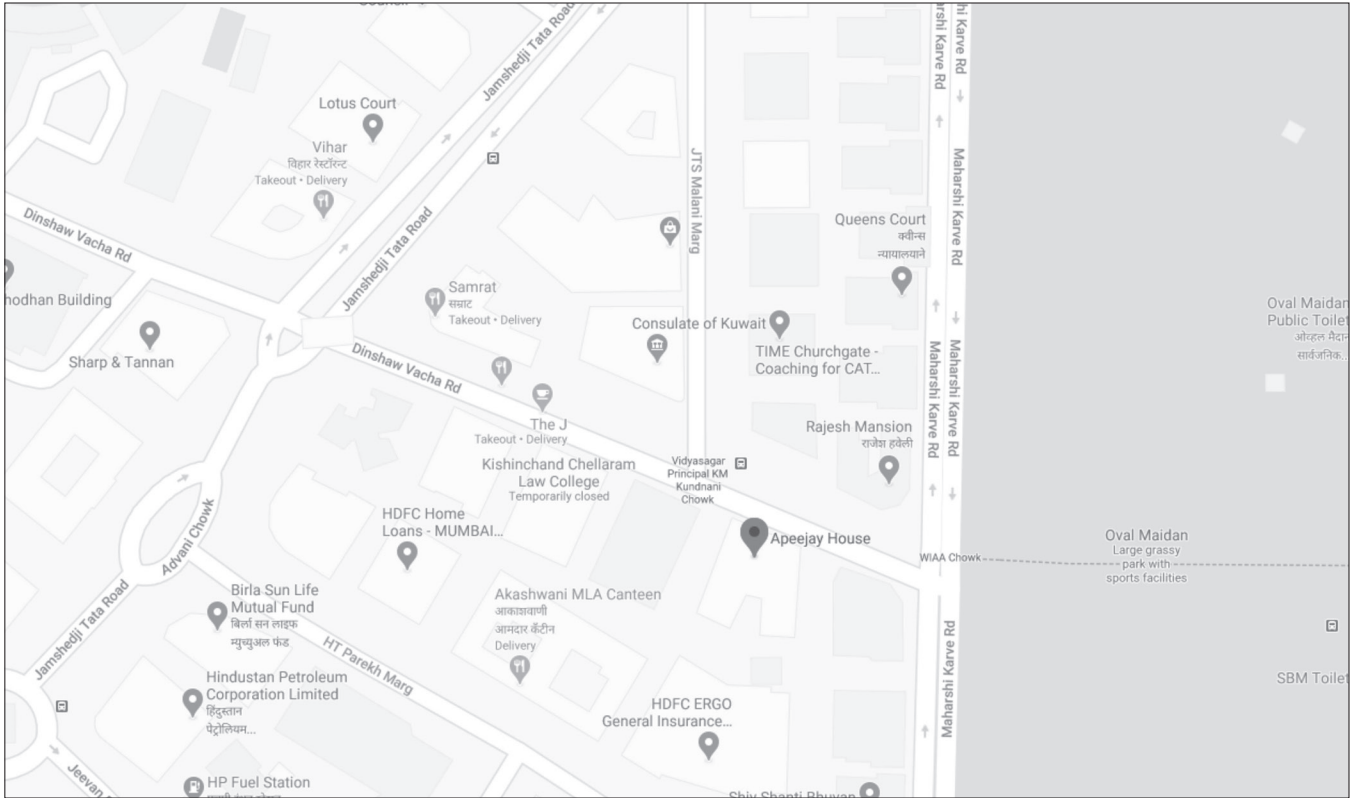 Jamshedji Tata Road
rshi Karve Rd
hi Karve Rd
Lotus Court
Vihar
विहार रेस्टॉरन्ट
Takeout • Delivery
JTS Malani Marg
Maharshi Karve Rd
Dinshaw Vacha Rd
Jamshedji Tata Road
Queens Court
क्वीन्स
न्यायालयाने
hodhan Building
Samrat
सम्राट
Takeout • Delivery
Oval Maidan
Public Toilet
ओव्हल मैदान
सार्वजनिक...
Consulate of Kuwait
Sharp & Tannan
TIME Churchgate -
Coaching for CAT...
Dinshaw Vacha Rd
Maharshi Karve Rd
Maharshi Karve Rd
The J
Takeout • Delivery
Rajesh Mansion
राजेश हवेली
Kishinchand Chellaram
Law College
Temporarily closed
Vidyasagar
Principal KM
Kundnani
Chowk
HDFC Home
Loans - MUMBAI...
Advani Chowk
Apeejay House
WIAA Chowk
Oval Maidan
Large grassy
park with
sports facilities
Birla Sun Life
Mutual Fund
बिर्ला सन लाइफ
म्युच्युअल फंड
Akashwani MLA Canteen
आकाशवाणी
आमदार कॅंटीन
Delivery
Jamshedji Tata Road
HT Parekh Marg
Maharshi Karve Rd
Hindustan Petroleum
Corporation Limited
हिंदुस्तान
पेट्रोलियम...
SBM Toilet
HDFC ERGO
General Insurance...
Jeevan
HP Fuel Station
Shiv Shanti Bhuvan